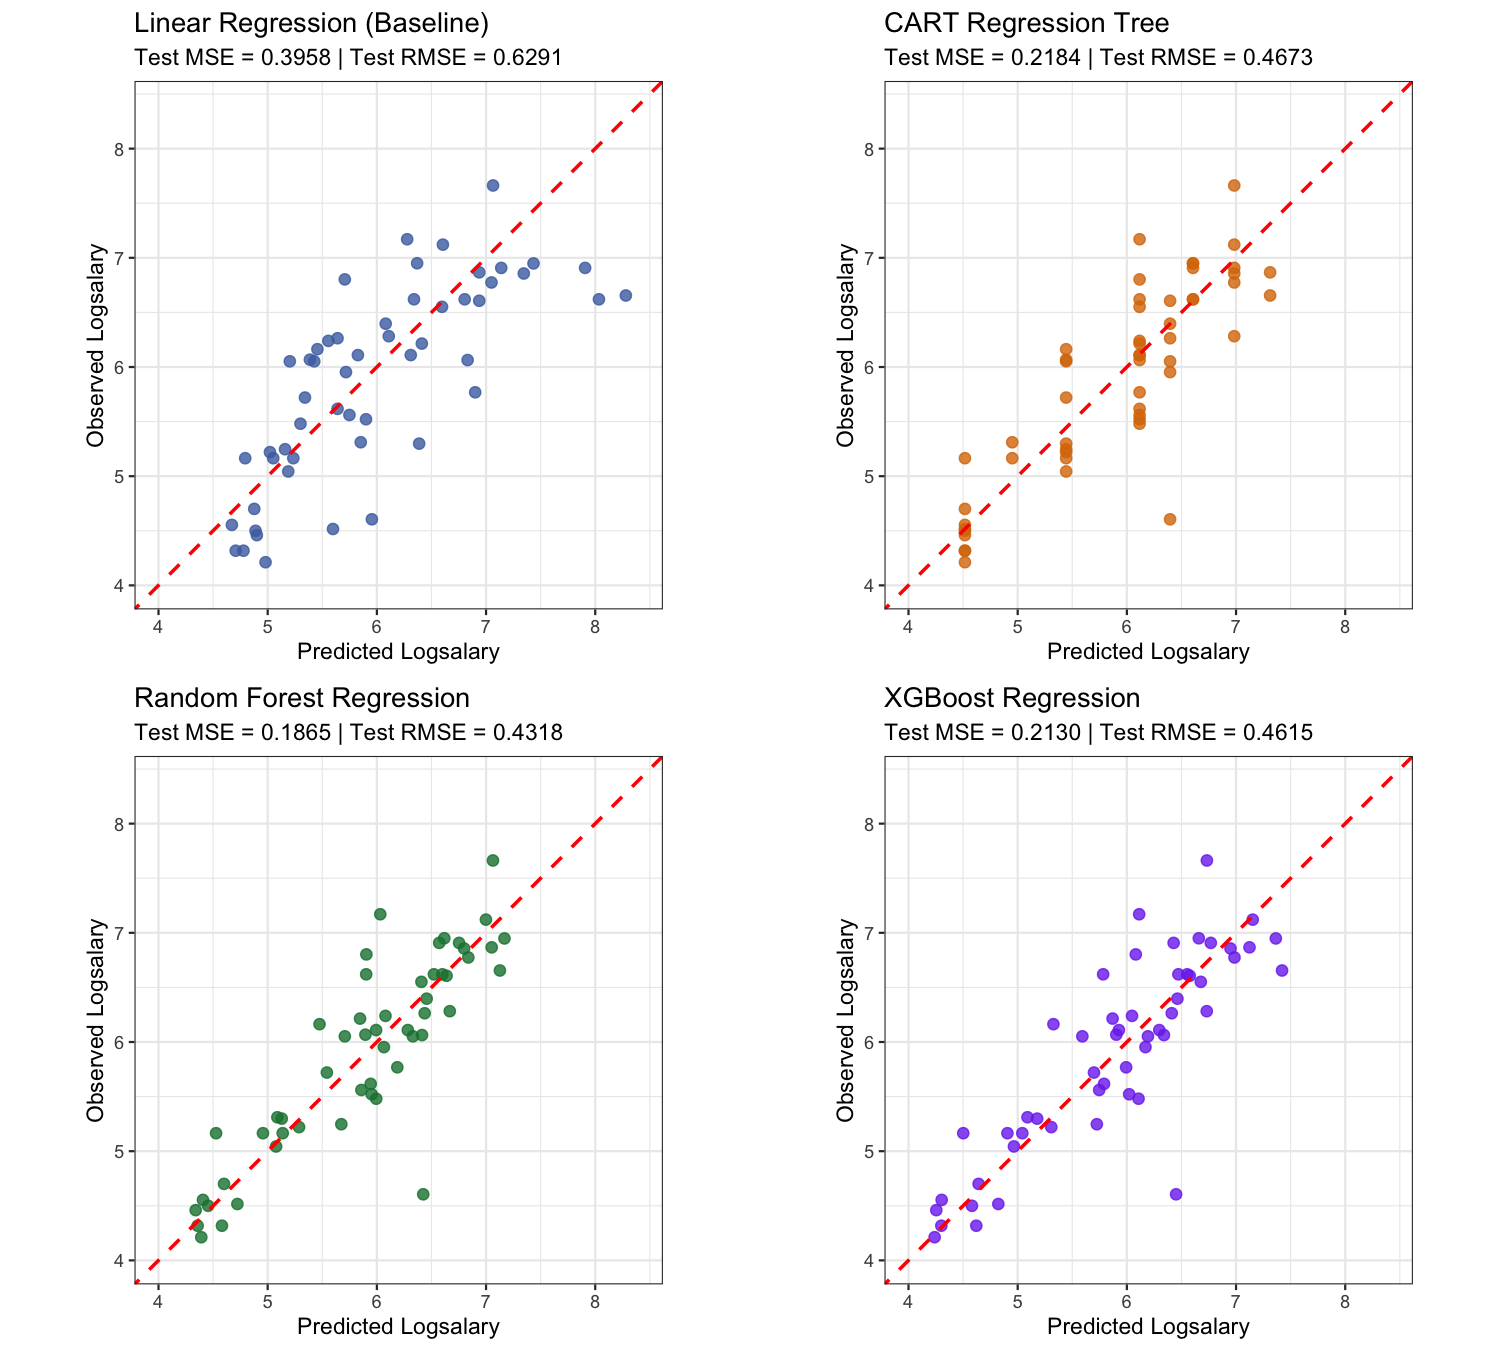 Linear Regression (Baseline)
Test MSE = 0.3958 | Test RMSE = 0.6291
8
7
6
5
4
Observed Logsalary
4 5 6 7 8
Predicted Logsalary
CART Regression Tree
Test MSE = 0.2184 | Test RMSE = 0.4673
8
7
6
5
4
Observed Logsalary
4 5 6 7 8
Predicted Logsalary
Random Forest Regression
Test MSE = 0.1865 | Test RMSE = 0.4318
8
7
6
5
4
Observed Logsalary
4 5 6 7 8
Predicted Logsalary
XGBoost Regression
Test MSE = 0.2130 | Test RMSE = 0.4615
8
7
6
5
4
Observed Logsalary
4 5 6 7 8
Predicted Logsalary